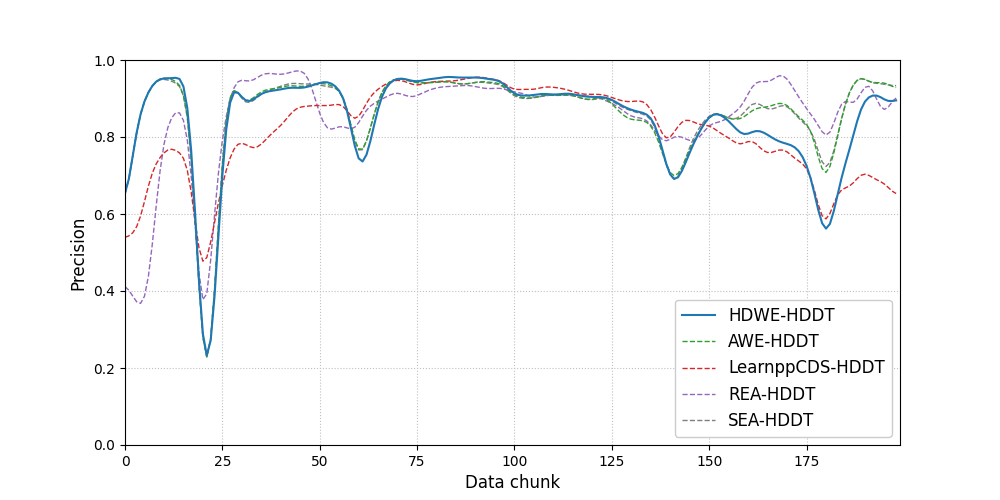 1.0
0.8
0.6
0.4
0.2
0.0
Precision
0 25 50 75 100 125 150 175
Data chunk
HDWE-HDDT
AWE-HDDT
LearnppCDS-HDDT
REA-HDDT
SEA-HDDT